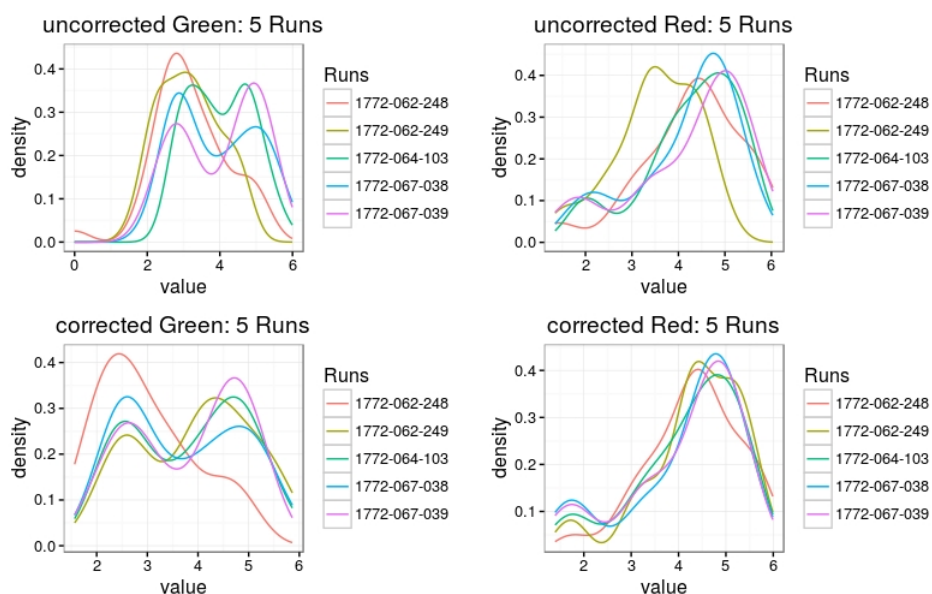 uncorrected Green: 5 Runs
density
0.4
0.3
0.2
0.1
0.0
0 2 4 6
value
Runs
1772-062-248
1772-062-249
1772-064-103
1772-067-038
1772-067-039
uncorrected Red: 5 Runs
density
0.4
0.3
0.2
0.1
0.0
2 3 4 5 6
value
Runs
1772-062-248
1772-062-249
1772-064-103
1772-067-038
1772-067-039
corrected Green: 5 Runs
density
0.4
0.3
0.2
0.1
0.0
2 3 4 5 6
value
Runs
1772-062-248
1772-062-249
1772-064-103
1772-067-038
1772-067-039
corrected Red: 5 Runs
density
0.4
0.3
0.2
0.1
2 3 4 5 6
value
Runs
1772-062-248
1772-062-249
1772-064-103
1772-067-038
1772-067-039